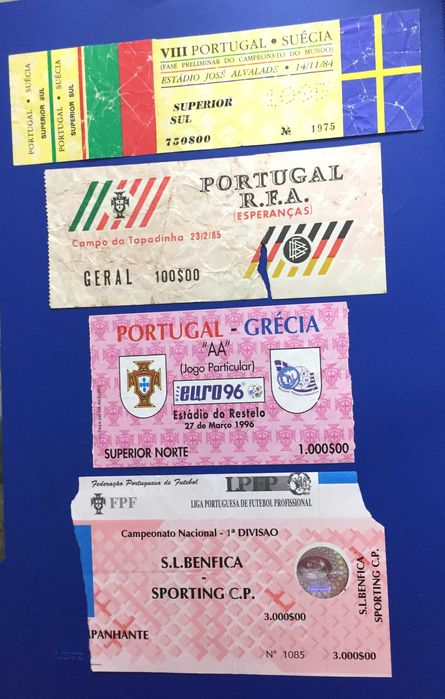 PORTUGAL • SUÉCIA
SUPERIOR SUL
PORTUGAL • SUÉCIA
SUPERIOR SUL
VIII PORTUGAL • SUÉCIA
(FASE PRELIMINAR DO CAMPEONATO DO MUNDO)
ESTÁDIO JOSÉ ALVALADE • 14/11/84
SUPERIOR
SUL
750$00
№ 1975
PORTUGAL
R.F.A.
(ESPERANÇAS)
Campo da Tapadinha 23/2/85
GERAL 100$00
PORTUGAL - GRÉCIA
"AA"
(Jogo Particular)
euro96
Estádio do Restelo
27 de Março 1996
SUPERIOR NORTE
1.000$00
Federação Portuguesa de Futebol
FPF
LPFP
LIGA PORTUGUESA DE FUTEBOL PROFISSIONAL
Campeonato Nacional - 1ª DIVISAO
S.L.BENFICA
-
SPORTING C.P.
3.000$00
APANHANTE
Nº 1085
3.000$00
S.L.BENFICA
SPORTING C.P.